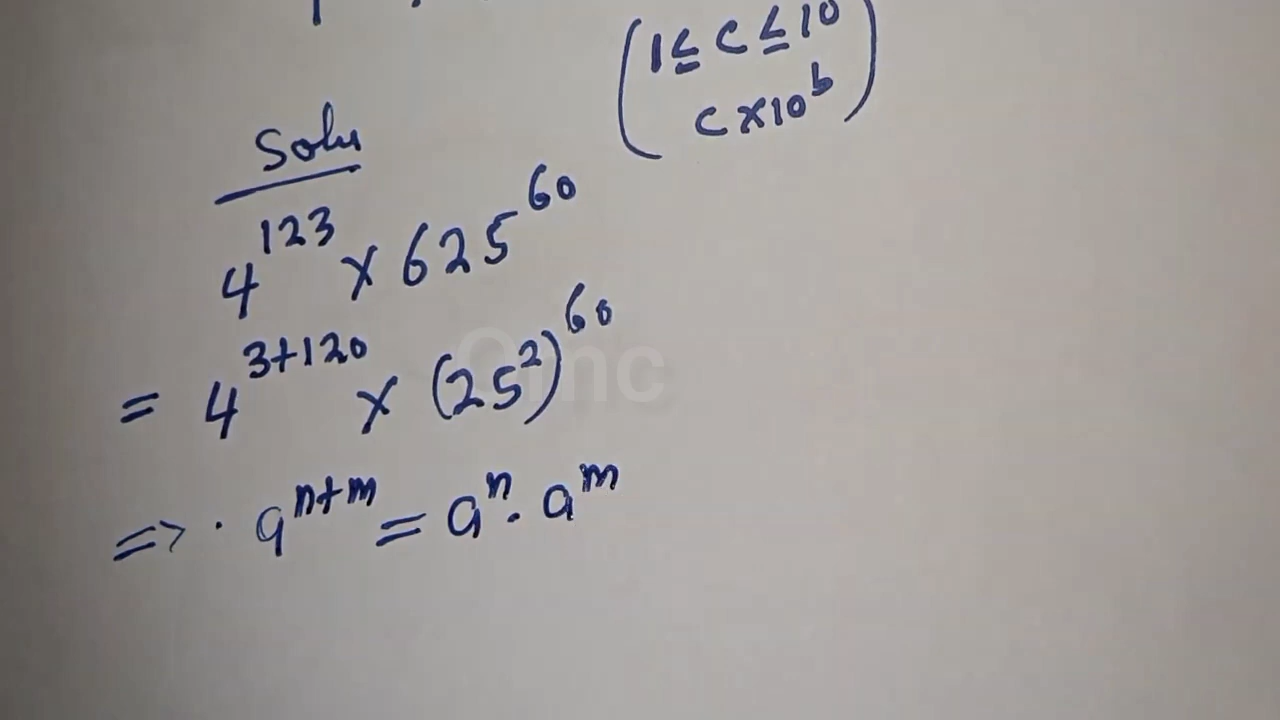 (1 ≤ c ≤ 10
c×10^b)
Soln
4^123 × 625^60
= 4^3+120 × (25^2)^60
=> · a^n+m = a^n . a^m